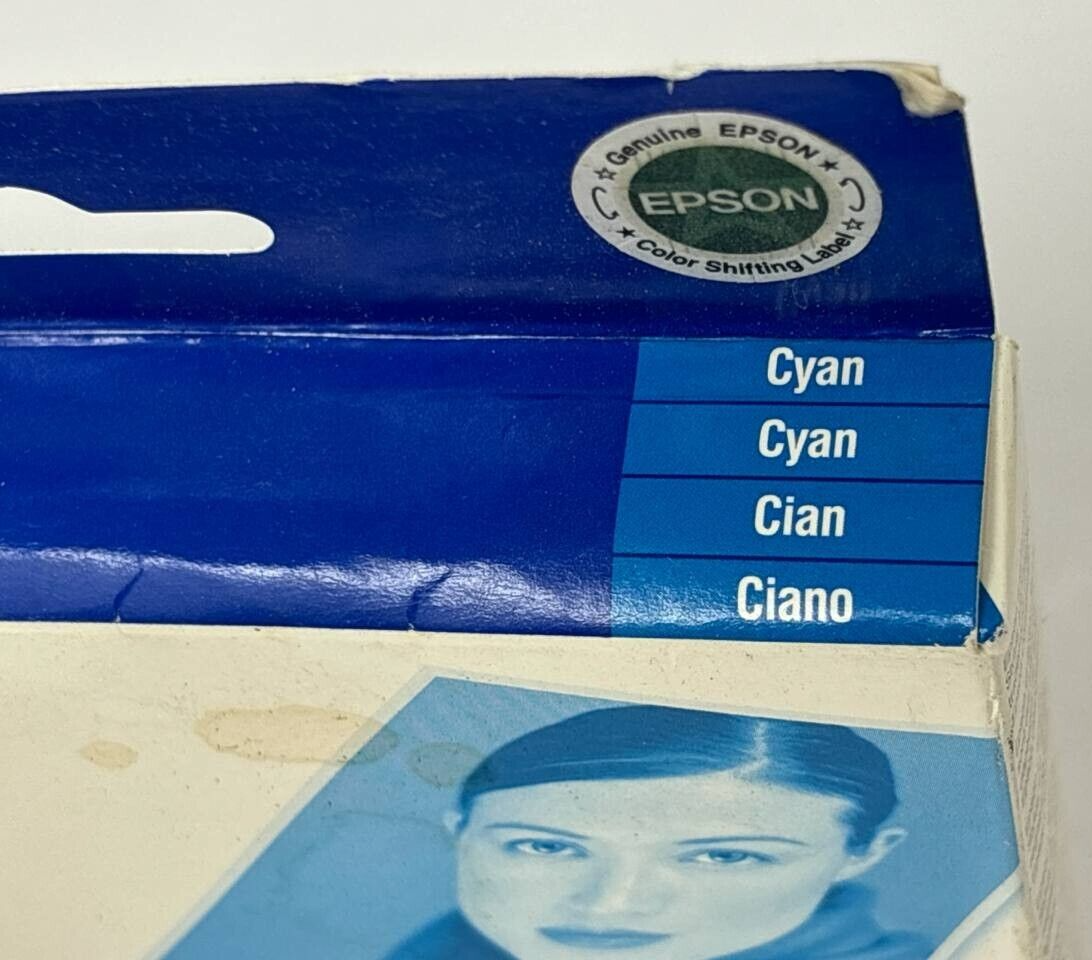 Genuine EPSON
EPSON
Color Shifting Label
Cyan
Cyan
Cian
Ciano